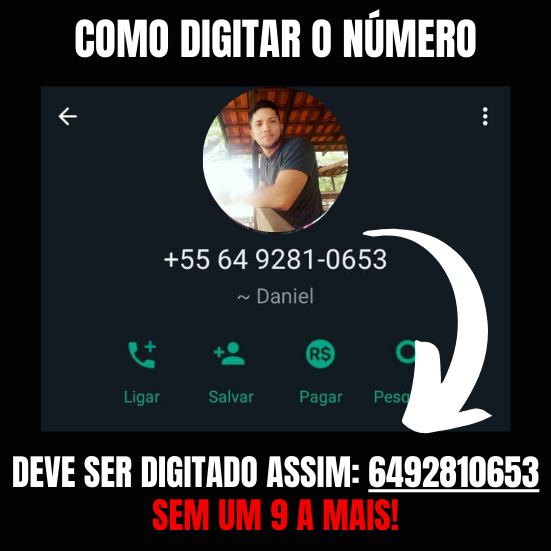 COMO DIGITAR O NÚMERO
+55 64 9281-0653
~ Daniel
Ligar Salvar R$ Pagar Pesq
DEVE SER DIGITADO ASSIM: 6492810653
SEM UM 9 A MAIS!